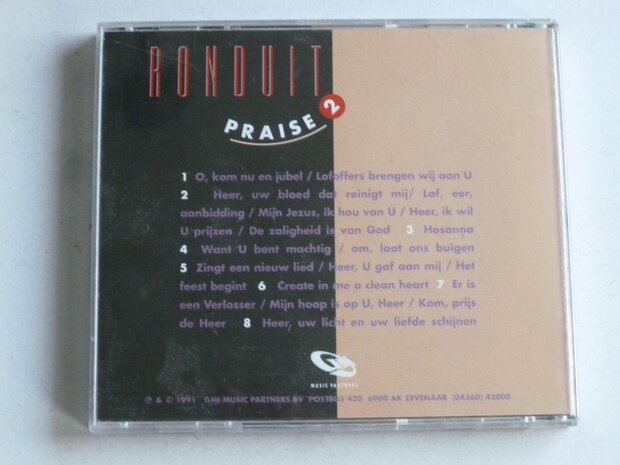 RONDUIT
PRAISE 2
1 O, kom nu en jubel / Lofoffers brengen wij aan U
2 Heer, uw bloed dat reinigt mij/ Lof, eer,
aanbidding / Mijn Jezus, ik hou van U / Heer, ik wil
U prijzen / De zaligheid is van God 3 Hosanna
4 Want U bent machtig / om, laat ons buigen
5 Zingt een nieuw lied / Heer, U gaf aan mij / Het
feest begint 6 Create in me a clean heart 7 Er is
een Verlosser / Mijn hoop is op U, Heer / Kom, prijs
de Heer 8 Heer, uw licht en uw liefde schijnen
MUSIC PARTNERS
℗ & © 1991 GMI MUSIC PARTNERS BV POSTBUS 420 6900 AK ZEVENAAR (08360) 42000